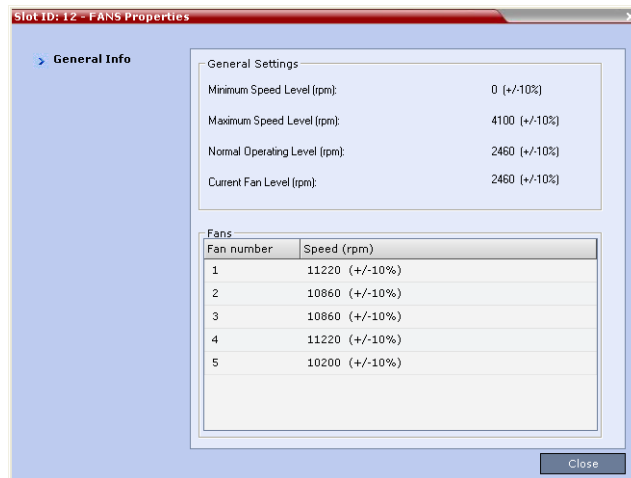 Slot ID: 12 - FANS Properties
General Info
General Settings
Minimum Speed Level (rpm): 0 (+/-10%)
Maximum Speed Level (rpm): 4100 (+/-10%)
Normal Operating Level (rpm): 2460 (+/-10%)
Current Fan Level (rpm): 2460 (+/-10%)
Fans
Fan number Speed (rpm)
1 11220 (+/-10%)
2 10860 (+/-10%)
3 10860 (+/-10%)
4 11220 (+/-10%)
5 10200 (+/-10%)
Close